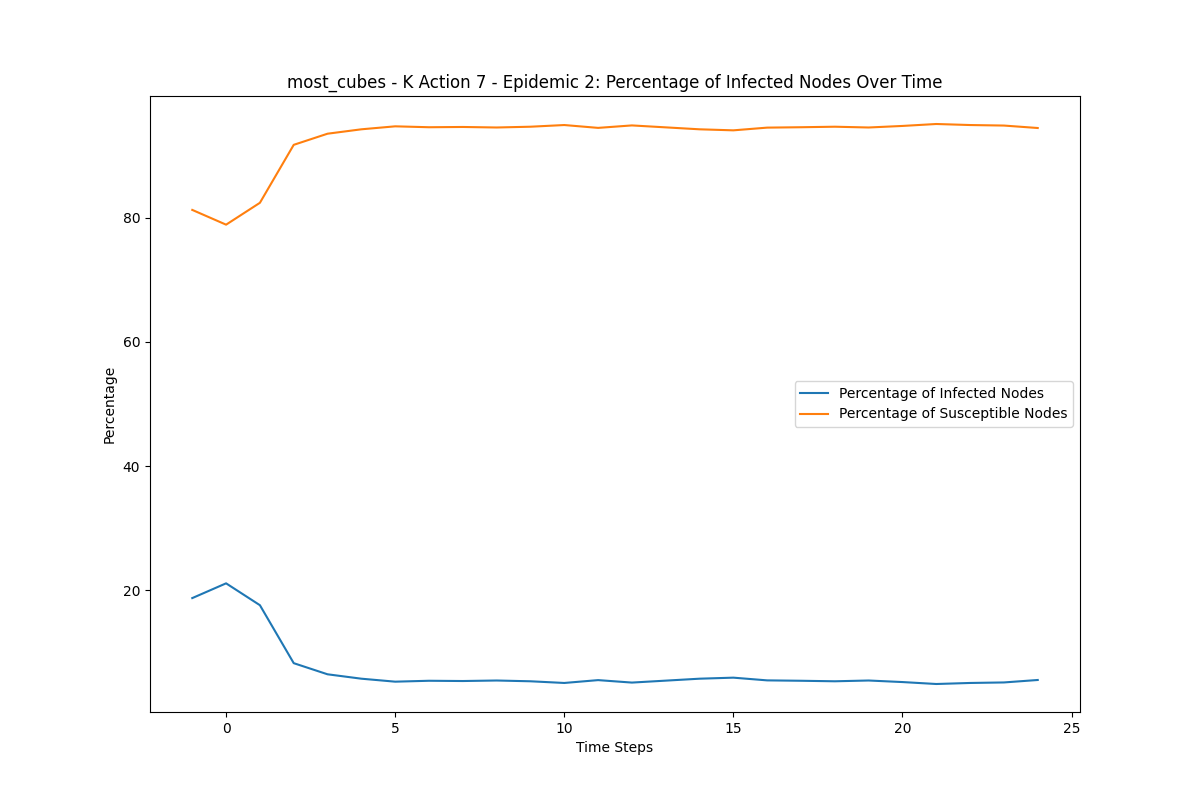 most_cubes - K Action 7 - Epidemic 2: Percentage of Infected Nodes Over Time
80
60
40
20
Percentage
Percentage of Infected Nodes
Percentage of Susceptible Nodes
0 5 10 15 20 25
Time Steps